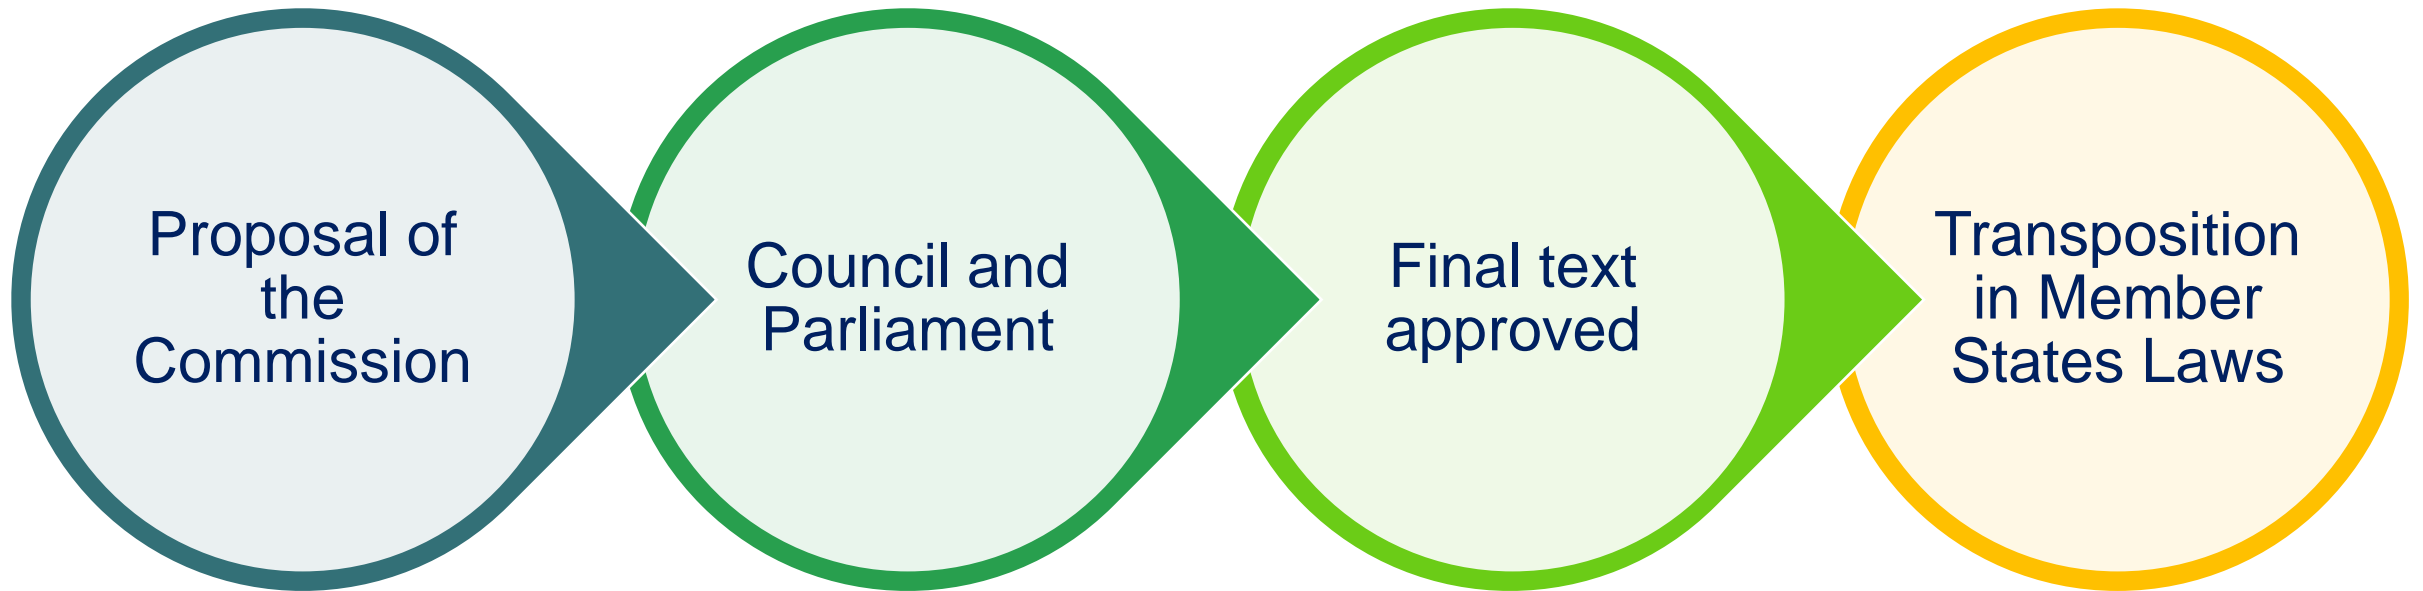 Proposal of
the
Commission
Council and
Parliament
Final text
approved
Transposition
in Member
States Laws